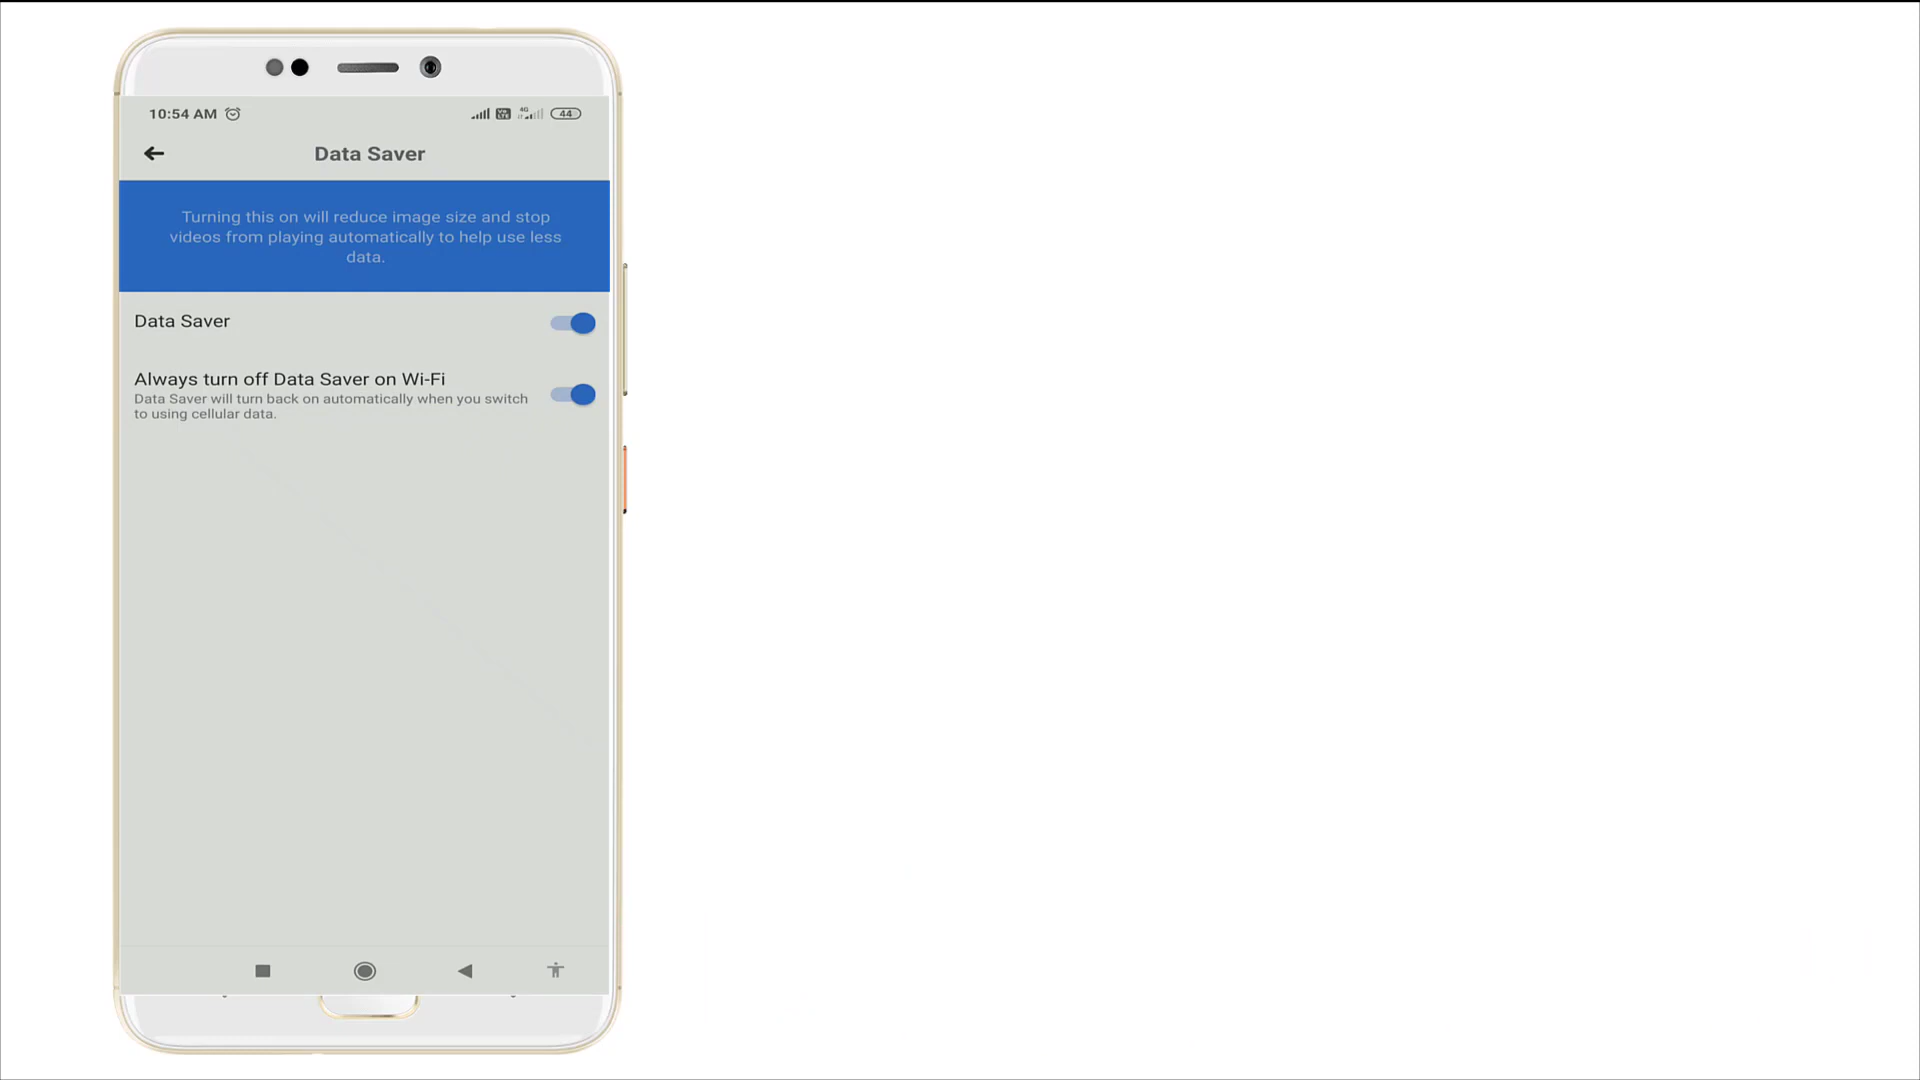 10:54 AM
4G
44
Data Saver
Turning this on will reduce image size and stop
videos from playing automatically to help use less
data.
Data Saver
Always turn off Data Saver on Wi-Fi
Data Saver will turn back on automatically when you switch
to using cellular data.